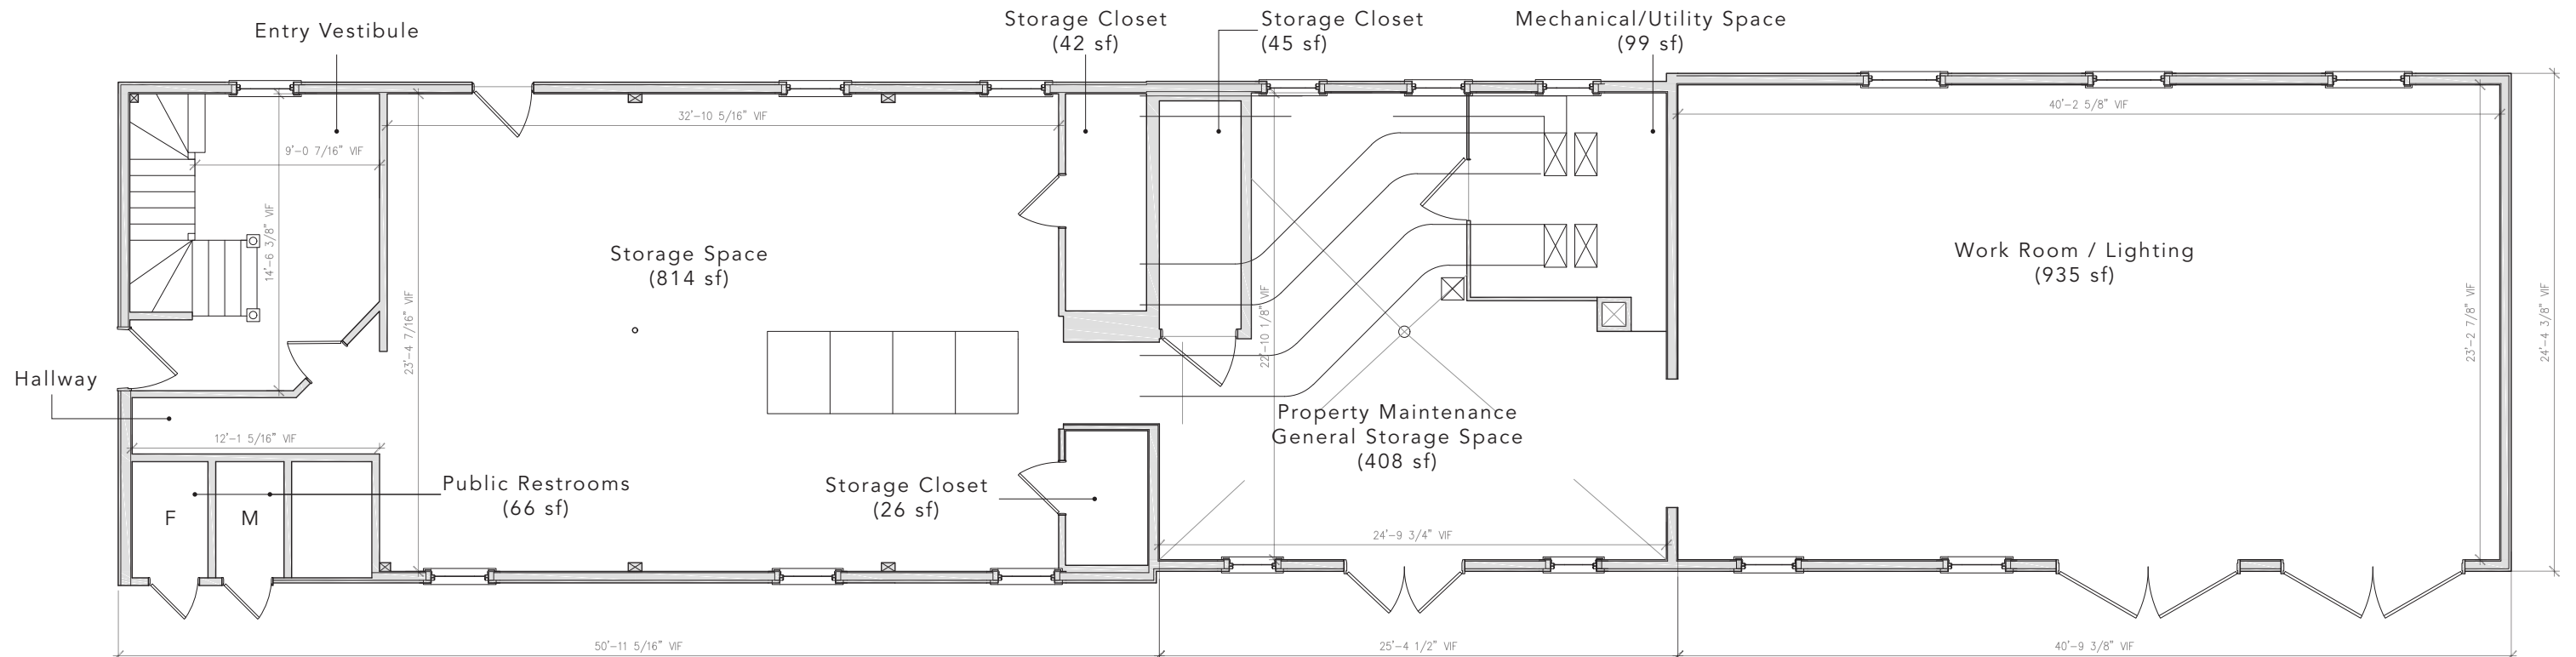 Entry Vestibule
Storage Closet
(42 sf)
Storage Closet
(45 sf)
Mechanical/Utility Space
(99 sf)
32'-10 5/16" VIF
40'-2 5/8" VIF
9'-0 7/16" VIF
14'-6 3/8" VIF
Storage Space
(814 sf)
Work Room / Lighting
(935 sf)
23'-4 7/16" VIF
22'-10 1/8" VIF
23'-2 7/8" VIF
24'-4 3/8" VIF
Hallway
12'-1 5/16" VIF
Property Maintenance
General Storage Space
(408 sf)
Public Restrooms
(66 sf)
Storage Closet
(26 sf)
F
M
24'-9 3/4" VIF
50'-11 5/16" VIF
25'-4 1/2" VIF
40'-9 3/8" VIF